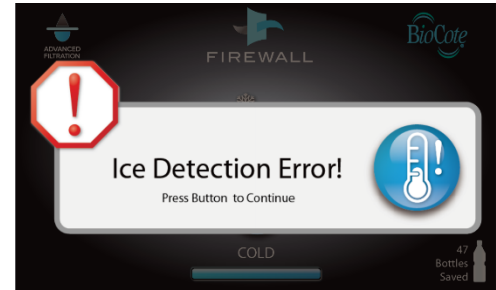 ADVANCED
FILTRATION
FIREWALL
BioCote
Ice Detection Error!
Press Button to Continue
COLD
47
Bottles
Saved